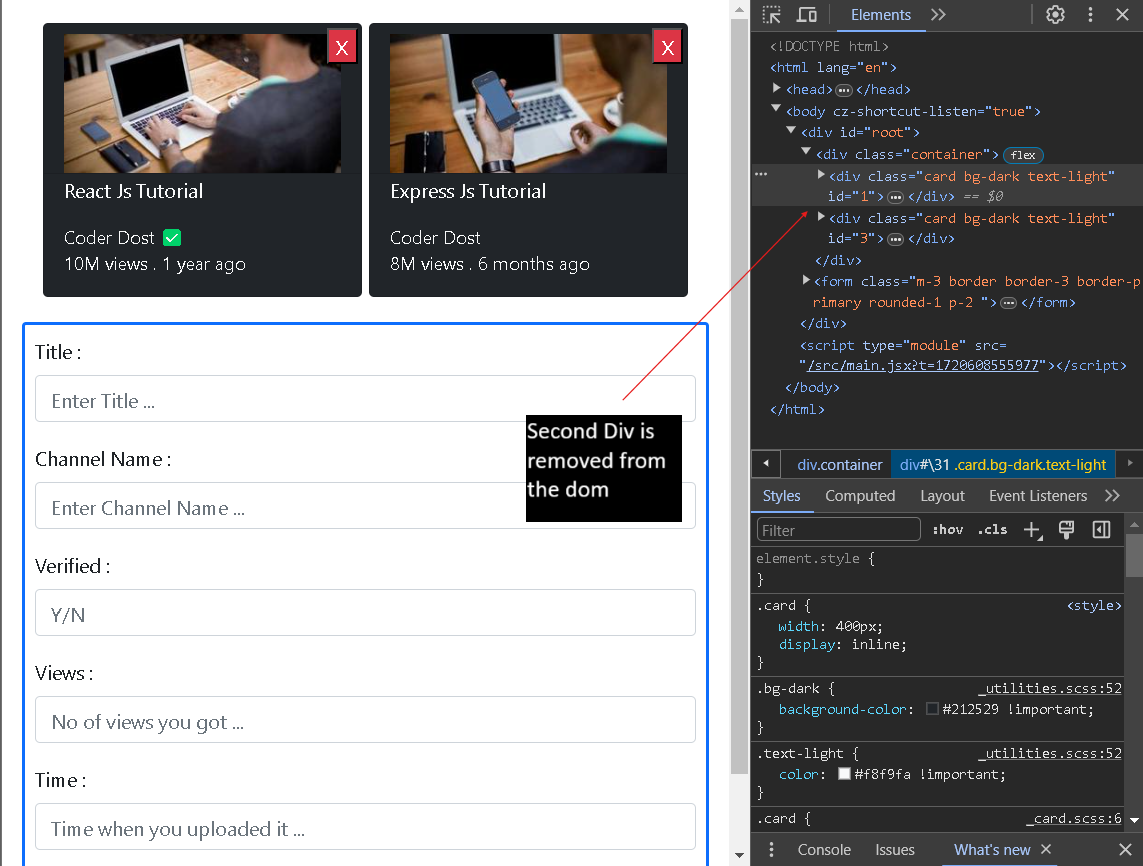 X
X
React Js Tutorial
Express Js Tutorial
Coder Dost ✅
10M views . 1 year ago
Coder Dost
8M views . 6 months ago
Title :
Enter Title ...
Second Div is
removed from
the dom
Channel Name :
Enter Channel Name ...
Verified :
Y/N
Views :
No of views you got ...
Time :
Time when you uploaded it ...
Elements
<!DOCTYPE html>
<html lang="en">
<head>…</head>
<body cz-shortcut-listen="true">
<div id="root">
<div class="container"> flex
… <div class="card bg-dark text-light"
id="1">…</div> == $0
<div class="card bg-dark text-light"
id="3">…</div>
</div>
<form class="m-3 border border-3 border-p
rimary rounded-1 p-2 ">…</form>
</div>
<script type="module" src=
"/src/main.jsx?t=1720608555977"></script>
</body>
</html>
div.container div#\31 .card.bg-dark.text-light
Styles Computed Layout Event Listeners
Filter :hov .cls
element.style {
}
.card { <style>
width: 400px;
display: inline;
}
.bg-dark { _utilities.scss:52
background-color: #212529 !important;
}
.text-light { _utilities.scss:52
color: #f8f9fa !important;
}
.card { _card.scss:6
Console Issues What's new